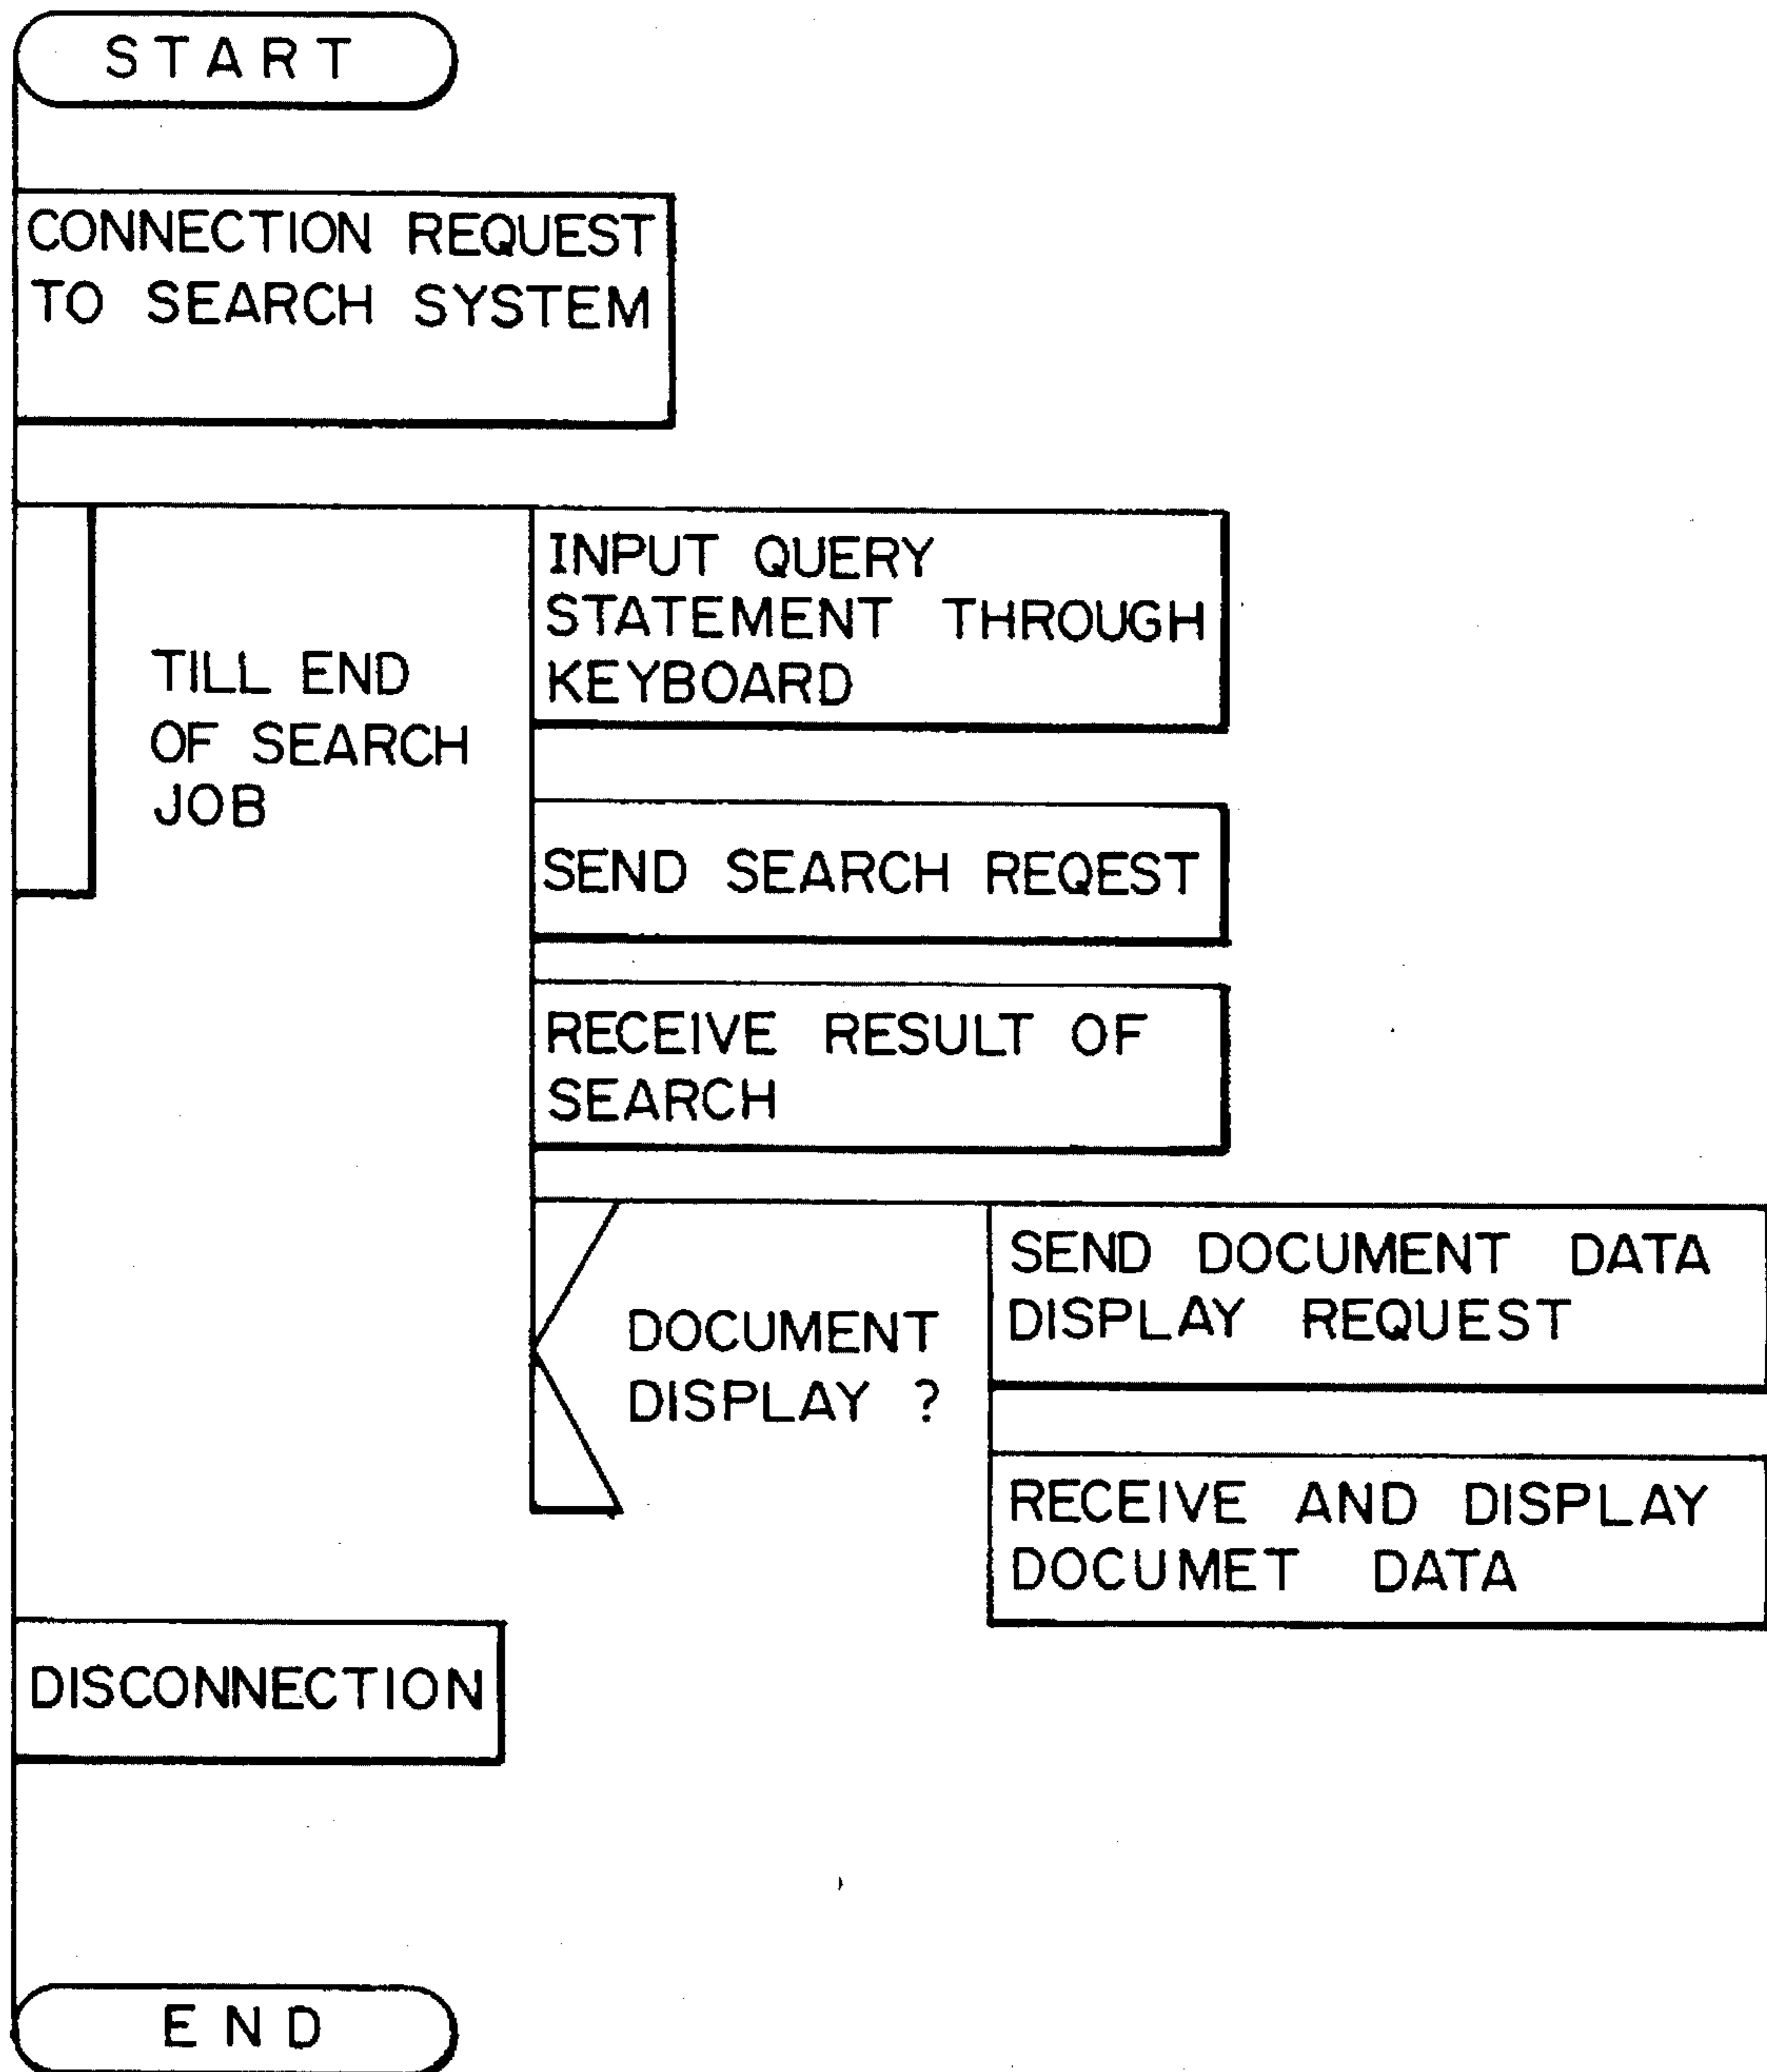 START
CONNECTION REQUEST
TO SEARCH SYSTEM
TILL END
OF SEARCH
JOB
INPUT QUERY
STATEMENT THROUGH
KEYBOARD
SEND SEARCH REQEST
RECEIVE RESULT OF
SEARCH
DOCUMENT
DISPLAY ?
SEND DOCUMENT DATA
DISPLAY REQUEST
RECEIVE AND DISPLAY
DOCUMET DATA
DISCONNECTION
END